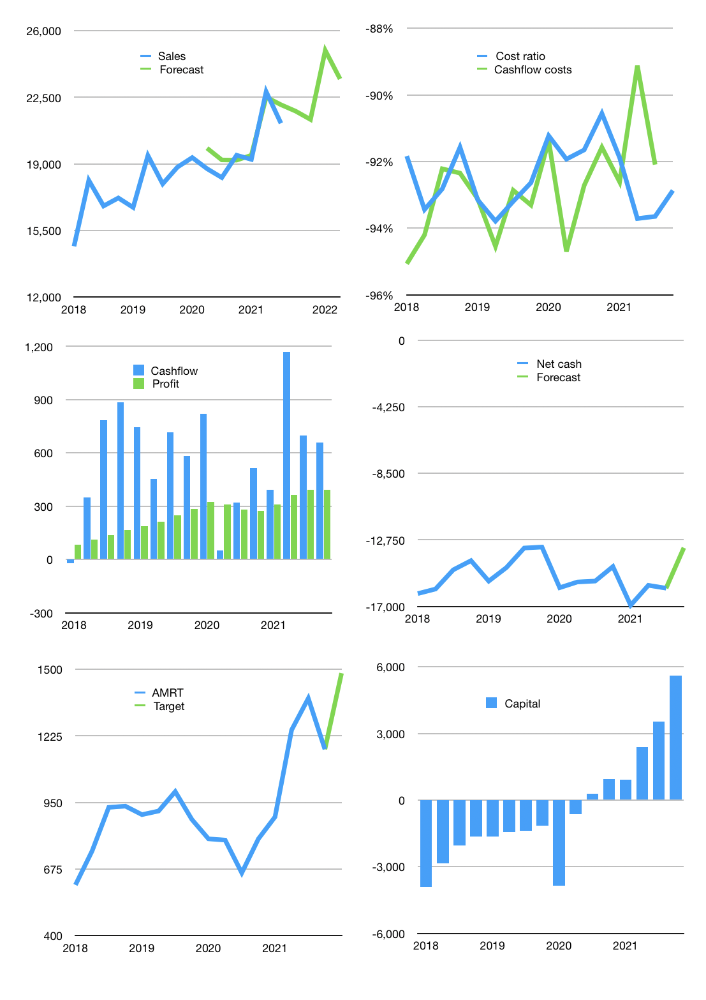 26,000
Sales
Forecast
22,500
19,000
15,500
12,000
2018 2019 2020 2021 2022
-88%
Cost ratio
Cashflow costs
-90%
-92%
-94%
-96%
2018 2019 2020 2021
1,200
Cashflow
Profit
900
600
300
0
-300
2018 2019 2020 2021
0
Net cash
Forecast
-4,250
-8,500
-12,750
-17,000
2018 2019 2020 2021
1500
AMRT
Target
1225
950
675
400
2018 2019 2020 2021
6,000
Capital
3,000
0
-3,000
-6,000
2018 2019 2020 2021